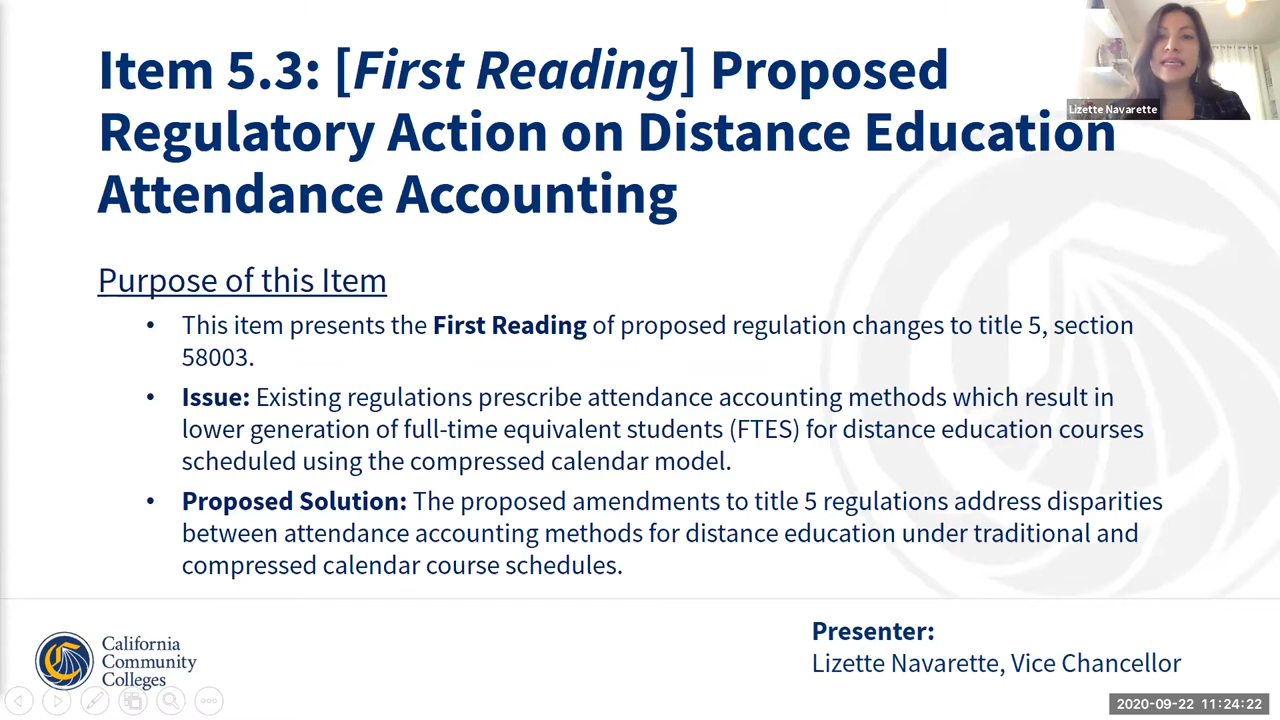 Item 5.3: [First Reading] Proposed
Regulatory Action on Distance Education
Attendance Accounting
Lizette Navarette
Purpose of this Item
• This item presents the First Reading of proposed regulation changes to title 5, section
58003.
• Issue: Existing regulations prescribe attendance accounting methods which result in
lower generation of full-time equivalent students (FTES) for distance education courses
scheduled using the compressed calendar model.
• Proposed Solution: The proposed amendments to title 5 regulations address disparities
between attendance accounting methods for distance education under traditional and
compressed calendar course schedules.
California
Community
Colleges
Presenter:
Lizette Navarette, Vice Chancellor
2020-09-22 11:24:22